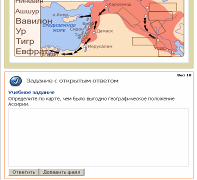 Ниневия
Ашшур
Вавилон
Ур
Тигр
Евфрат
Иерусалим
Задание с открытым ответом
Учебное задание
Определите по карте, чем было выгодно географическое положение
Ассирии.
Ответить
Добавить файл